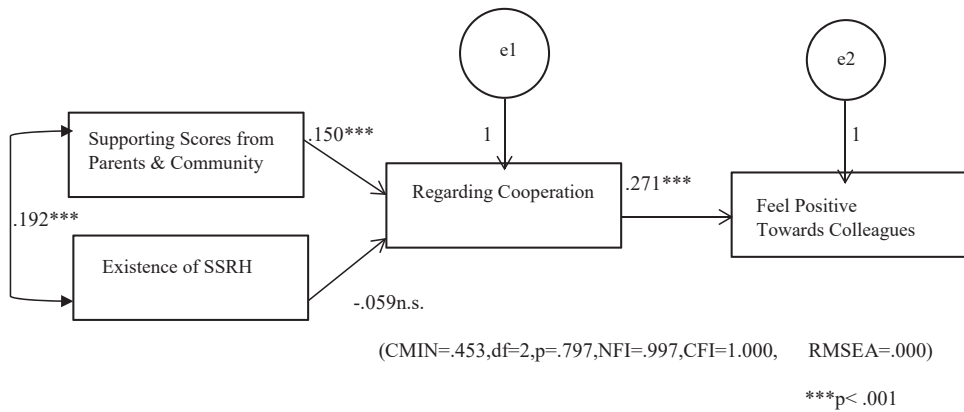 e1
e2
1
1
Supporting Scores from
Parents & Community
.150***
Regarding Cooperation
.271***
Feel Positive
Towards Colleagues
.192***
Existence of SSRH
-.059n.s.
(CMIN=.453,df=2,p=.797,NFI=.997,CFI=1.000, RMSEA=.000)
***p< .001